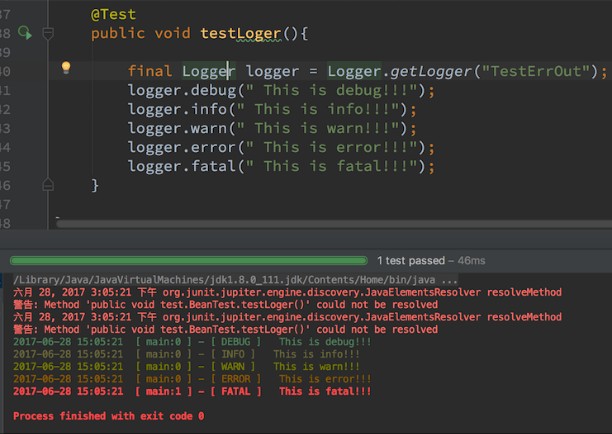 37
@Test
38
public void testLoger(){
39
40
final Logger logger = Logger.getLogger("TestErrOut");
41
logger.debug(" This is debug!!!");
42
logger.info(" This is info!!!");
43
logger.warn(" This is warn!!!");
44
logger.error(" This is error!!!");
45
logger.fatal(" This is fatal!!!");
46
}
47
48
1 test passed – 46ms
/Library/Java/JavaVirtualMachines/jdk1.8.0_111.jdk/Contents/Home/bin/java ...
六月 28, 2017 3:05:21 下午 org.junit.jupiter.engine.discovery.JavaElementsResolver resolveMethod
警告: Method 'public void test.BeanTest.testLoger()' could not be resolved
六月 28, 2017 3:05:21 下午 org.junit.jupiter.engine.discovery.JavaElementsResolver resolveMethod
警告: Method 'public void test.BeanTest.testLoger()' could not be resolved
2017-06-28 15:05:21  [ main:0 ] - [ DEBUG ]   This is debug!!!
2017-06-28 15:05:21  [ main:0 ] - [ INFO ]   This is info!!!
2017-06-28 15:05:21  [ main:0 ] - [ WARN ]   This is warn!!!
2017-06-28 15:05:21  [ main:0 ] - [ ERROR ]   This is error!!!
2017-06-28 15:05:21  [ main:1 ] - [ FATAL ]   This is fatal!!!
Process finished with exit code 0